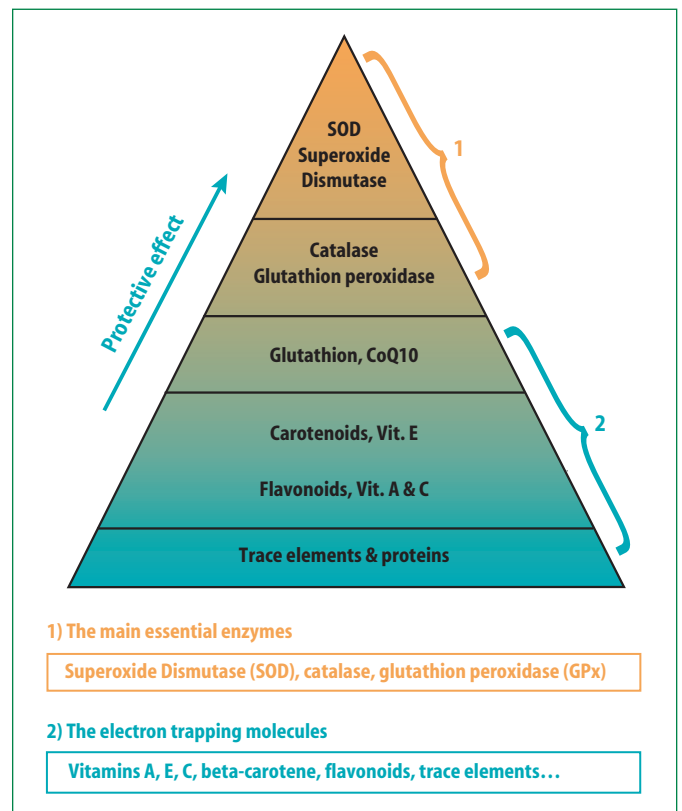 SOD
Superoxide
Dismutase
1
Protective effect
Catalase
Glutathion peroxidase
Glutathion, CoQ10
Carotenoids, Vit. E
2
Flavonoids, Vit. A & C
Trace elements & proteins
1) The main essential enzymes
Superoxide Dismutase (SOD), catalase, glutathion peroxidase (GPx)
2) The electron trapping molecules
Vitamins A, E, C, beta-carotene, flavonoids, trace elements…